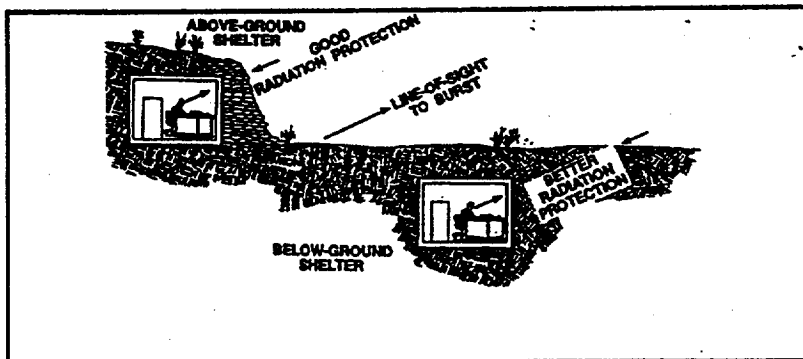 ABOVE-GROUND
SHELTER
GOOD
RADIATION PROTECTION
LINE-OF-SIGHT
TO BURST
BETTER
RADIATION
PROTECTION
BELOW-GROUND
SHELTER